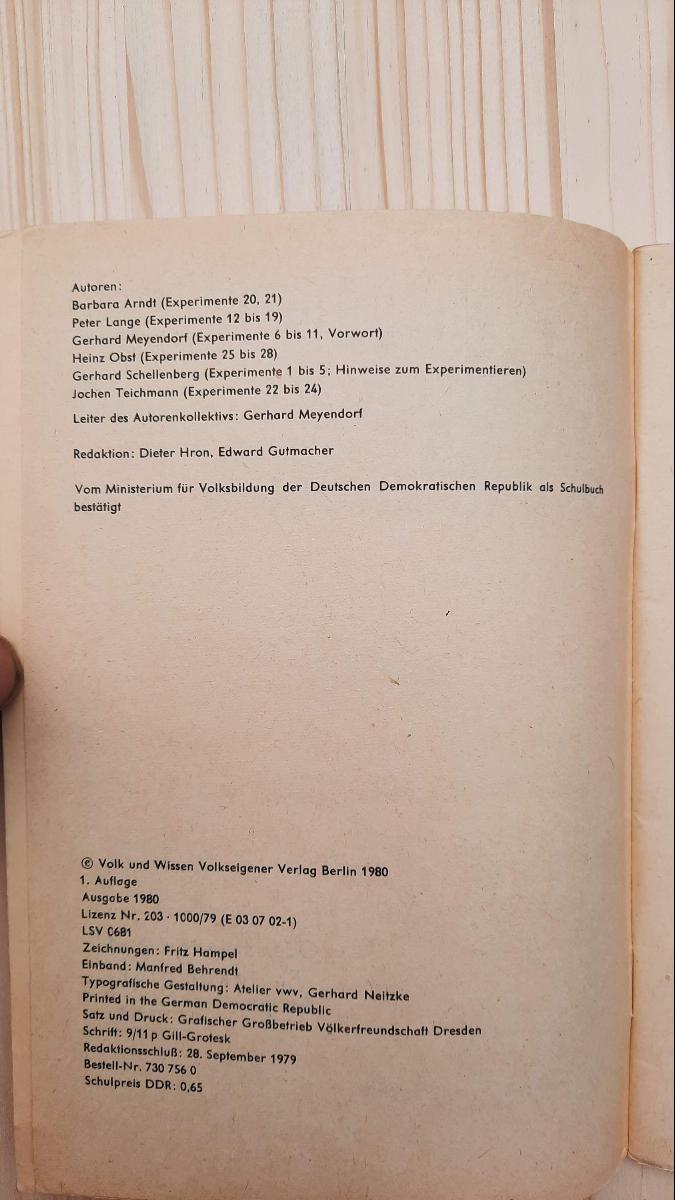 Autoren:
Barbara Arndt (Experimente 20, 21)
Peter Lange (Experimente 12 bis 19)
Gerhard Meyendorf (Experimente 6 bis 11, Vorwort)
Heinz Obst (Experimente 25 bis 28)
Gerhard Schellenberg (Experimente 1 bis 5; Hinweise zum Experimentieren)
Jochen Teichmann (Experimente 22 bis 24)
Leiter des Autorenkollektivs: Gerhard Meyendorf
Redaktion: Dieter Hron, Edward Gutmacher
Vom Ministerium für Volksbildung der Deutschen Demokratischen Republik als Schulbuch
bestätigt
© Volk und Wissen Volkseigener Verlag Berlin 1980
1. Auflage
Ausgabe 1980
Lizenz Nr. 203 · 1000/79 (E 03 07 02-1)
LSV 0681
Zeichnungen: Fritz Hampel
Einband: Manfred Behrendt
Typografische Gestaltung: Atelier vwv, Gerhard Neitzke
Printed in the German Democratic Republic
Satz und Druck: Grafischer Großbetrieb Völkerfreundschaft Dresden
Schrift: 9/11 p Gill-Grotesk
Redaktionsschluß: 28. September 1979
Bestell-Nr. 730 756 0
Schulpreis DDR: 0,65